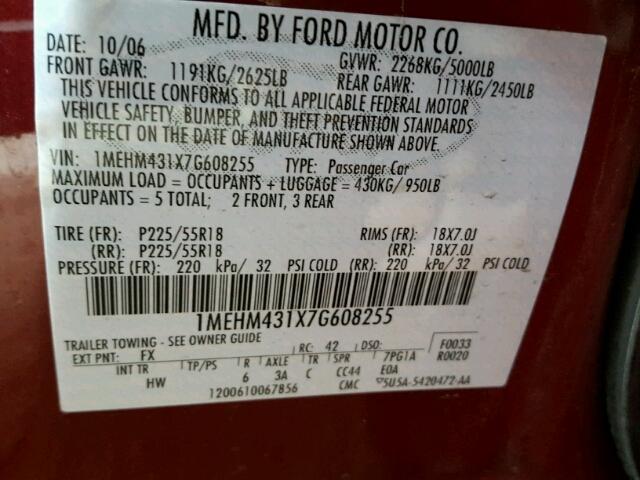 MFD. BY FORD MOTOR CO.
DATE: 10/06 GVWR: 2268KG/5000LB
FRONT GAWR: 1191KG/2625LB REAR GAWR: 1111KG/2450LB
THIS VEHICLE CONFORMS TO ALL APPLICABLE FEDERAL MOTOR
VEHICLE SAFETY, BUMPER, AND THEFT PREVENTION STANDARDS
IN EFFECT ON THE DATE OF MANUFACTURE SHOWN ABOVE.
VIN: 1MEHM431X7G608255 TYPE: Passenger Car
MAXIMUM LOAD = OCCUPANTS + LUGGAGE = 430KG/ 950LB
OCCUPANTS = 5 TOTAL; 2 FRONT, 3 REAR
TIRE (FR): P225/55R18 RIMS (FR): 18X7.0J
(RR): P225/55R18 (RR): 18X7.0J
PRESSURE (FR): 220 kPa/ 32 PSI COLD (RR): 220 kPa/ 32 PSI COLD
1MEHM431X7G608255
TRAILER TOWING - SEE OWNER GUIDE
EXT PNT: FX RC: 42 DSO: F0033
INT TR TP/PS R AXLE TR SPR 7PG1A R0020
HW 6 3A C CC44 EOA
1200610067856 CMC 5U5A-5420472-AA